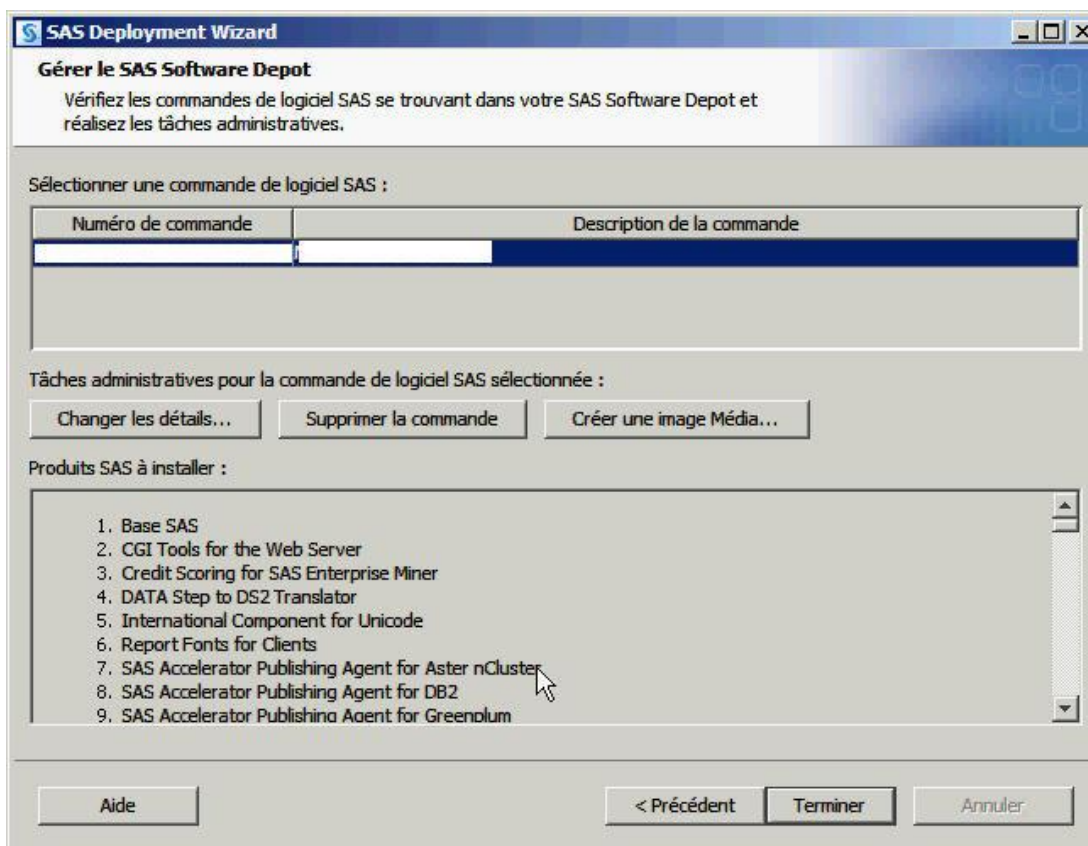 SAS Deployment Wizard
Gérer le SAS Software Depot
Vérifiez les commandes de logiciel SAS se trouvant dans votre SAS Software Depot et
réalisez les tâches administratives.
Sélectionner une commande de logiciel SAS :
Numéro de commande Description de la commande
Tâches administratives pour la commande de logiciel SAS sélectionnée :
Changer les détails... Supprimer la commande Créer une image Média...
Produits SAS à installer :
1. Base SAS
2. CGI Tools for the Web Server
3. Credit Scoring for SAS Enterprise Miner
4. DATA Step to DS2 Translator
5. International Component for Unicode
6. Report Fonts for Clients
7. SAS Accelerator Publishing Agent for Aster nCluster
8. SAS Accelerator Publishing Agent for DB2
9. SAS Accelerator Publishing Agent for Greenplum
Aide < Précédent Terminer Annuler